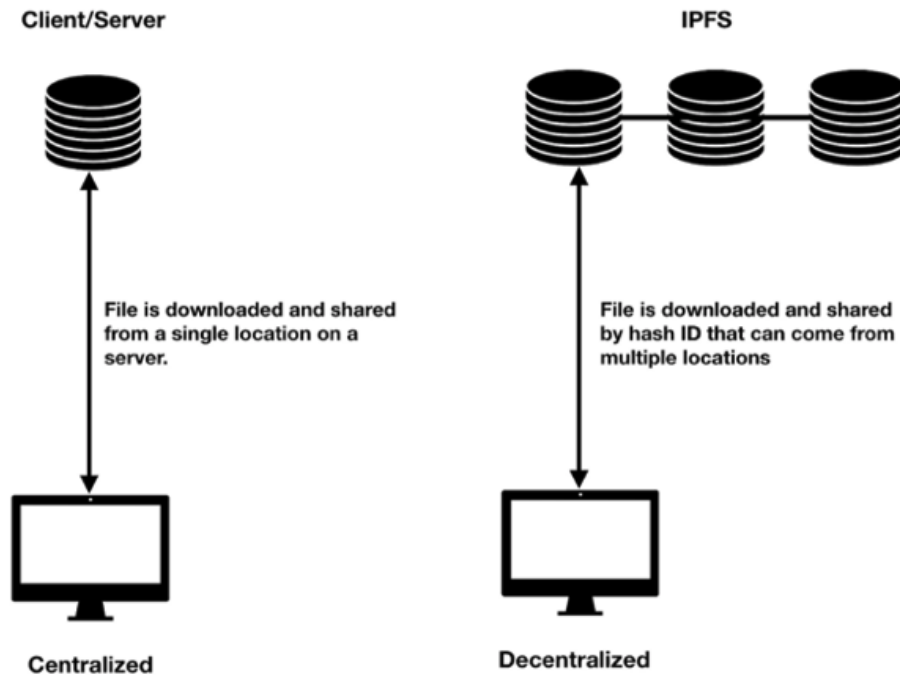 Client/Server
IPFS
File is downloaded and shared
from a single location on a
server.
File is downloaded and shared
by hash ID that can come from
multiple locations
Centralized
Decentralized